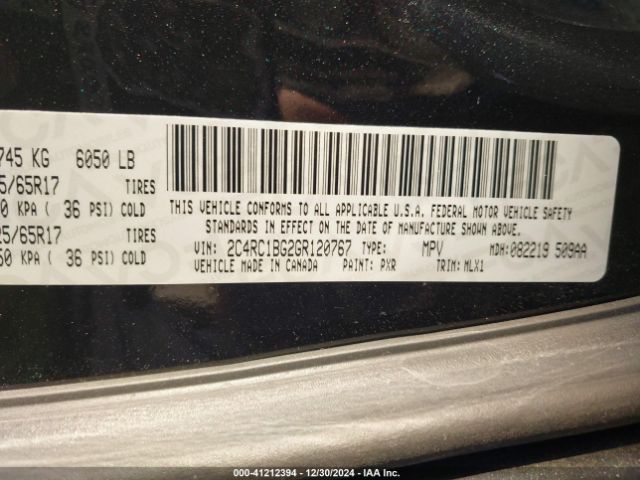 745 KG 6050 LB
5/65R17 TIRES
0 KPA ( 36 PSI) COLD
25/65R17 TIRES
50 KPA ( 36 PSI) COLD
THIS VEHICLE CONFORMS TO ALL APPLICABLE U.S.A. FEDERAL MOTOR VEHICLE SAFETY
STANDARDS IN EFFECT ON THE DATE OF MANUFACTURE SHOWN ABOVE.
VIN: 2C4RC1BG2GR120767 TYPE: MPV MDH: 082219 509AA
VEHICLE MADE IN CANADA PAINT: PXR TRIM: MLX1
000-41212394 - 12/30/2024 - IAA Inc.